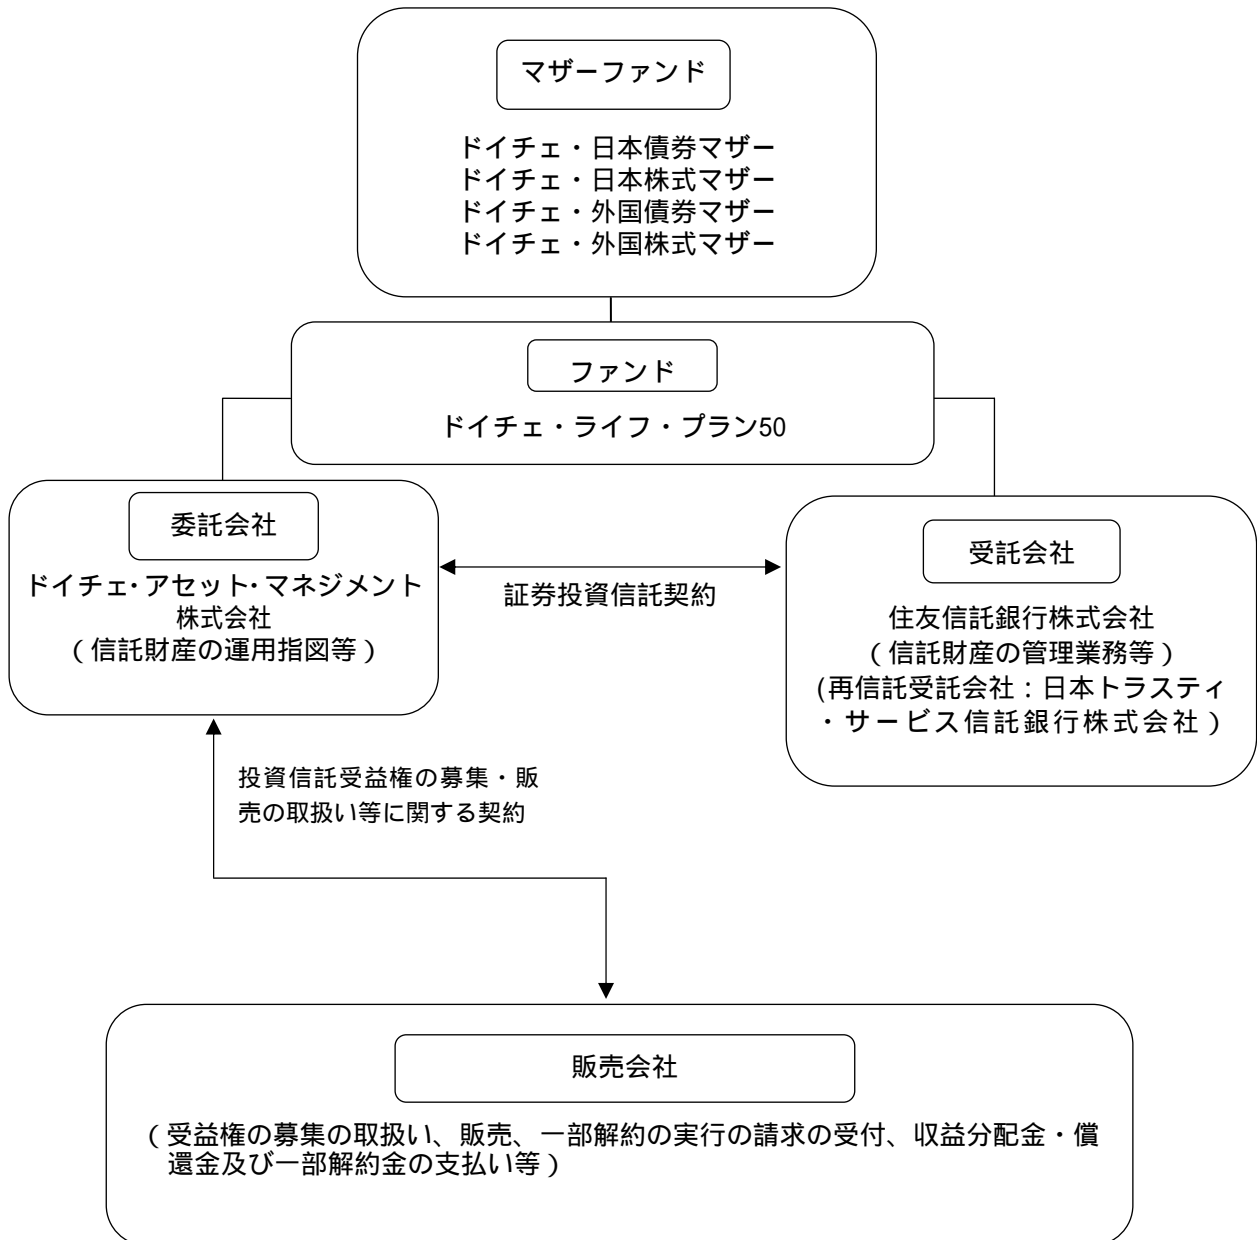 マザーファンド
ドイチェ・日本債券マザー
ドイチェ・日本株式マザー
ドイチェ・外国債券マザー
ドイチェ・外国株式マザー
ファンド
ドイチェ・ライフ・プラン50
委託会社
ドイチェ・アセット・マネジメント
株式会社
（信託財産の運用指図等）
証券投資信託契約
受託会社
住友信託銀行株式会社
（信託財産の管理業務等）
(再信託受託会社：日本トラスティ
・サービス信託銀行株式会社）
投資信託受益権の募集・販
売の取扱い等に関する契約
販売会社
（受益権の募集の取扱い、販売、一部解約の実行の請求の受付、収益分配金・償
還金及び一部解約金の支払い等）